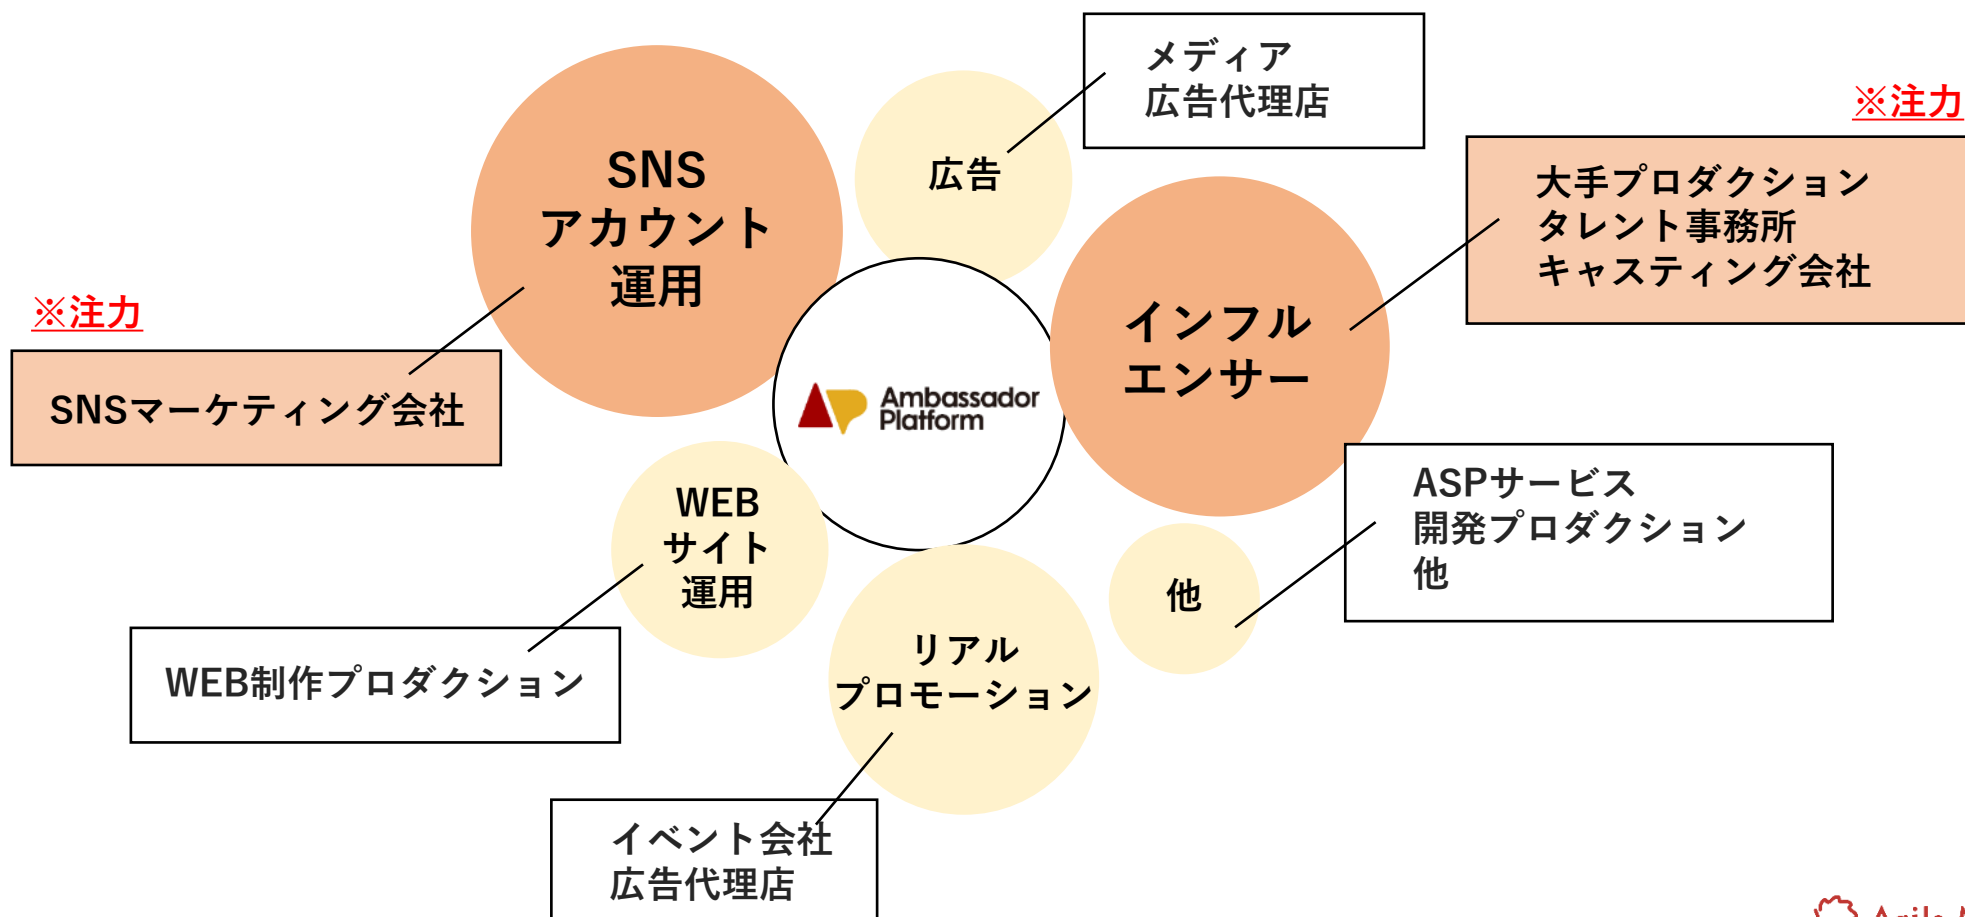 メディア
広告代理店
※注力
SNS
アカウント
運用
広告
大手プロダクション
タレント事務所
キャスティング会社
※注力
インフル
エンサー
SNSマーケティング会社
Ambassador
Platform
WEB
サイト
運用
ASPサービス
開発プロダクション
他
他
リアル
プロモーション
WEB制作プロダクション
イベント会社
広告代理店
Agile